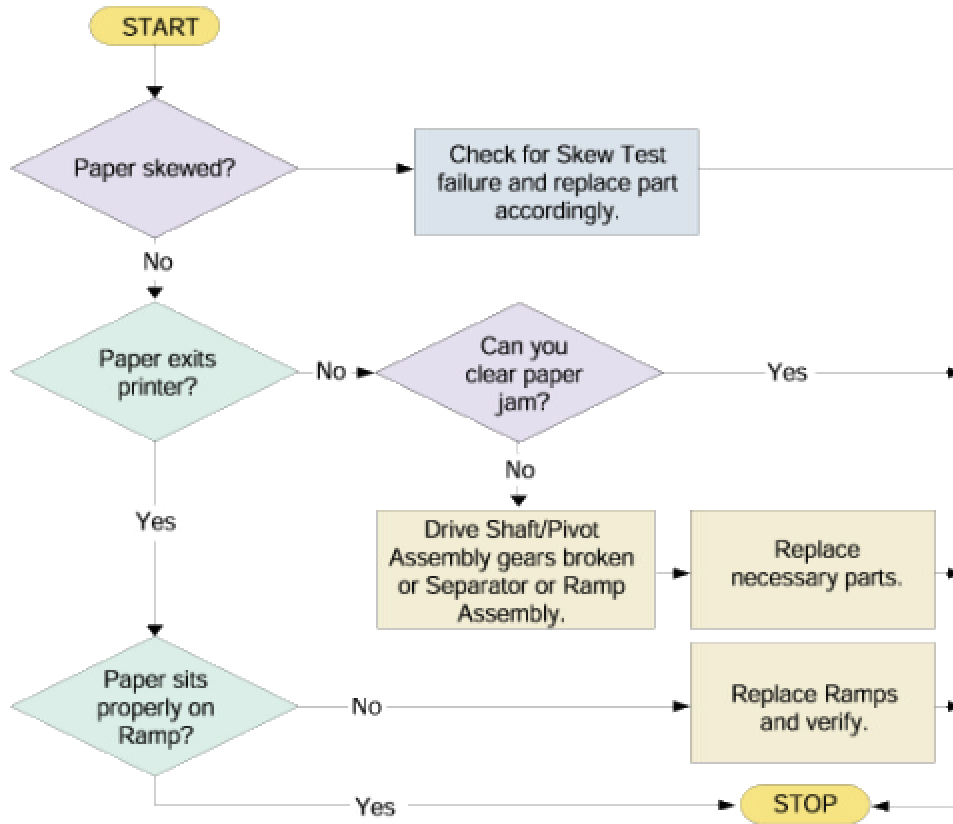 START
Paper skewed?
Check for Skew Test
failure and replace part
accordingly.
No
Paper exits
printer?
No
Can you
clear paper
jam?
Yes
No
Yes
Drive Shaft/Pivot
Assembly gears broken
or Separator or Ramp
Assembly.
Replace
necessary parts.
Paper sits
properly on
Ramp?
No
Replace Ramps
and verify.
Yes
STOP